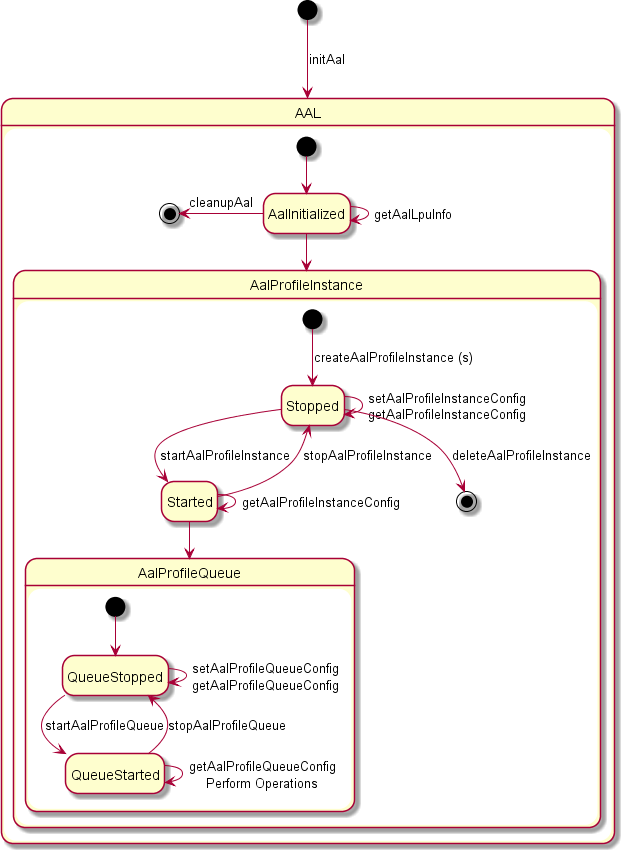 initAal
AAL
cleanupAal
AalInitialized
getAalLpuInfo
AalProfileInstance
createAalProfileInstance (s)
Stopped
setAalProfileInstanceConfig
getAalProfileInstanceConfig
startAalProfileInstance
stopAalProfileInstance
deleteAalProfileInstance
Started
getAalProfileInstanceConfig
AalProfileQueue
QueueStopped
setAalProfileQueueConfig
getAalProfileQueueConfig
startAalProfileQueue
stopAalProfileQueue
QueueStarted
getAalProfileQueueConfig
Perform Operations